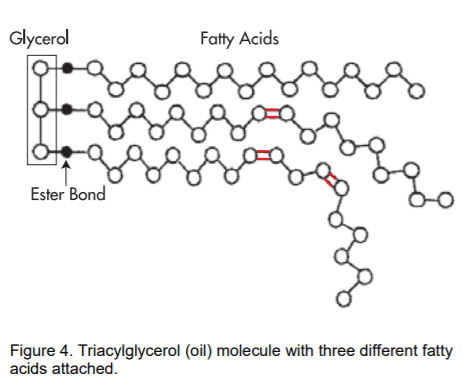 Glycerol
Fatty Acids
Ester Bond
Figure 4. Triacylglycerol (oil) molecule with three different fatty
acids attached.